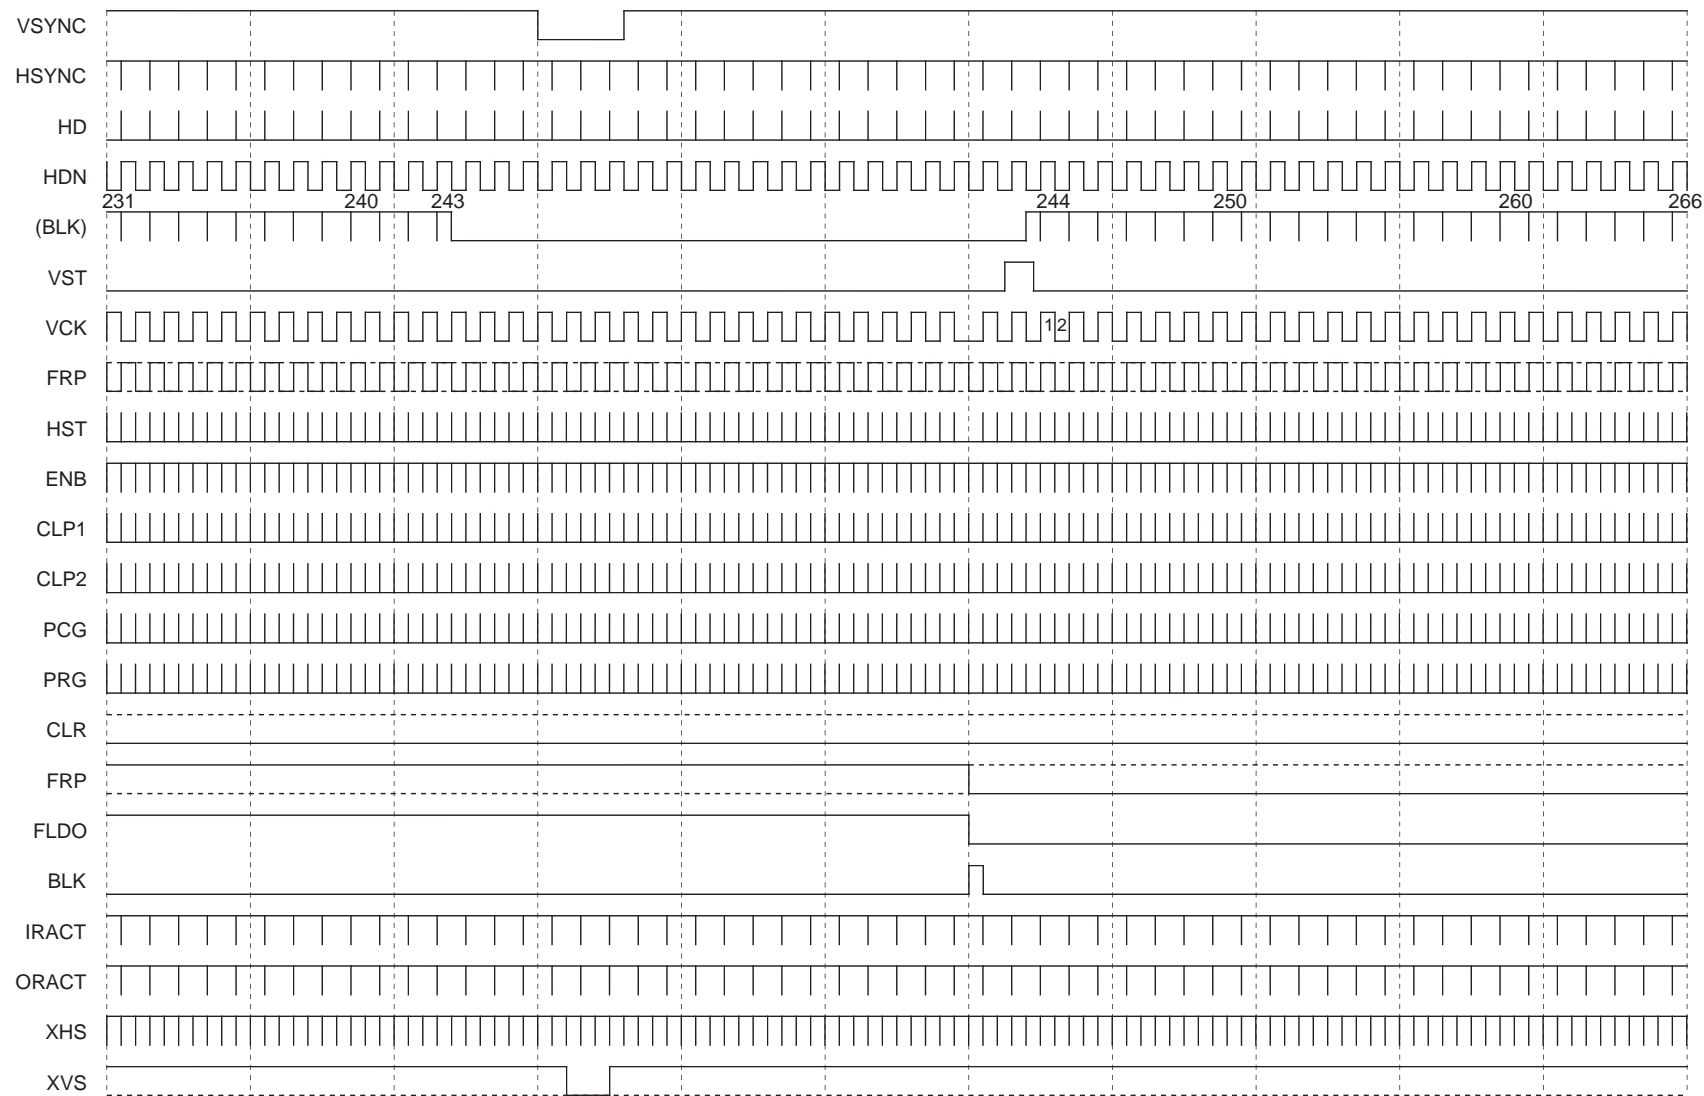 VSYNC
HSYNC
HD
HDN
231 240 243 244 250 260 266
(BLK)
VST
VCK 1 2
FRP
HST
ENB
CLP1
CLP2
PCG
PRG
CLR
FRP
FLDO
BLK
IRACT
ORACT
XHS
XVS